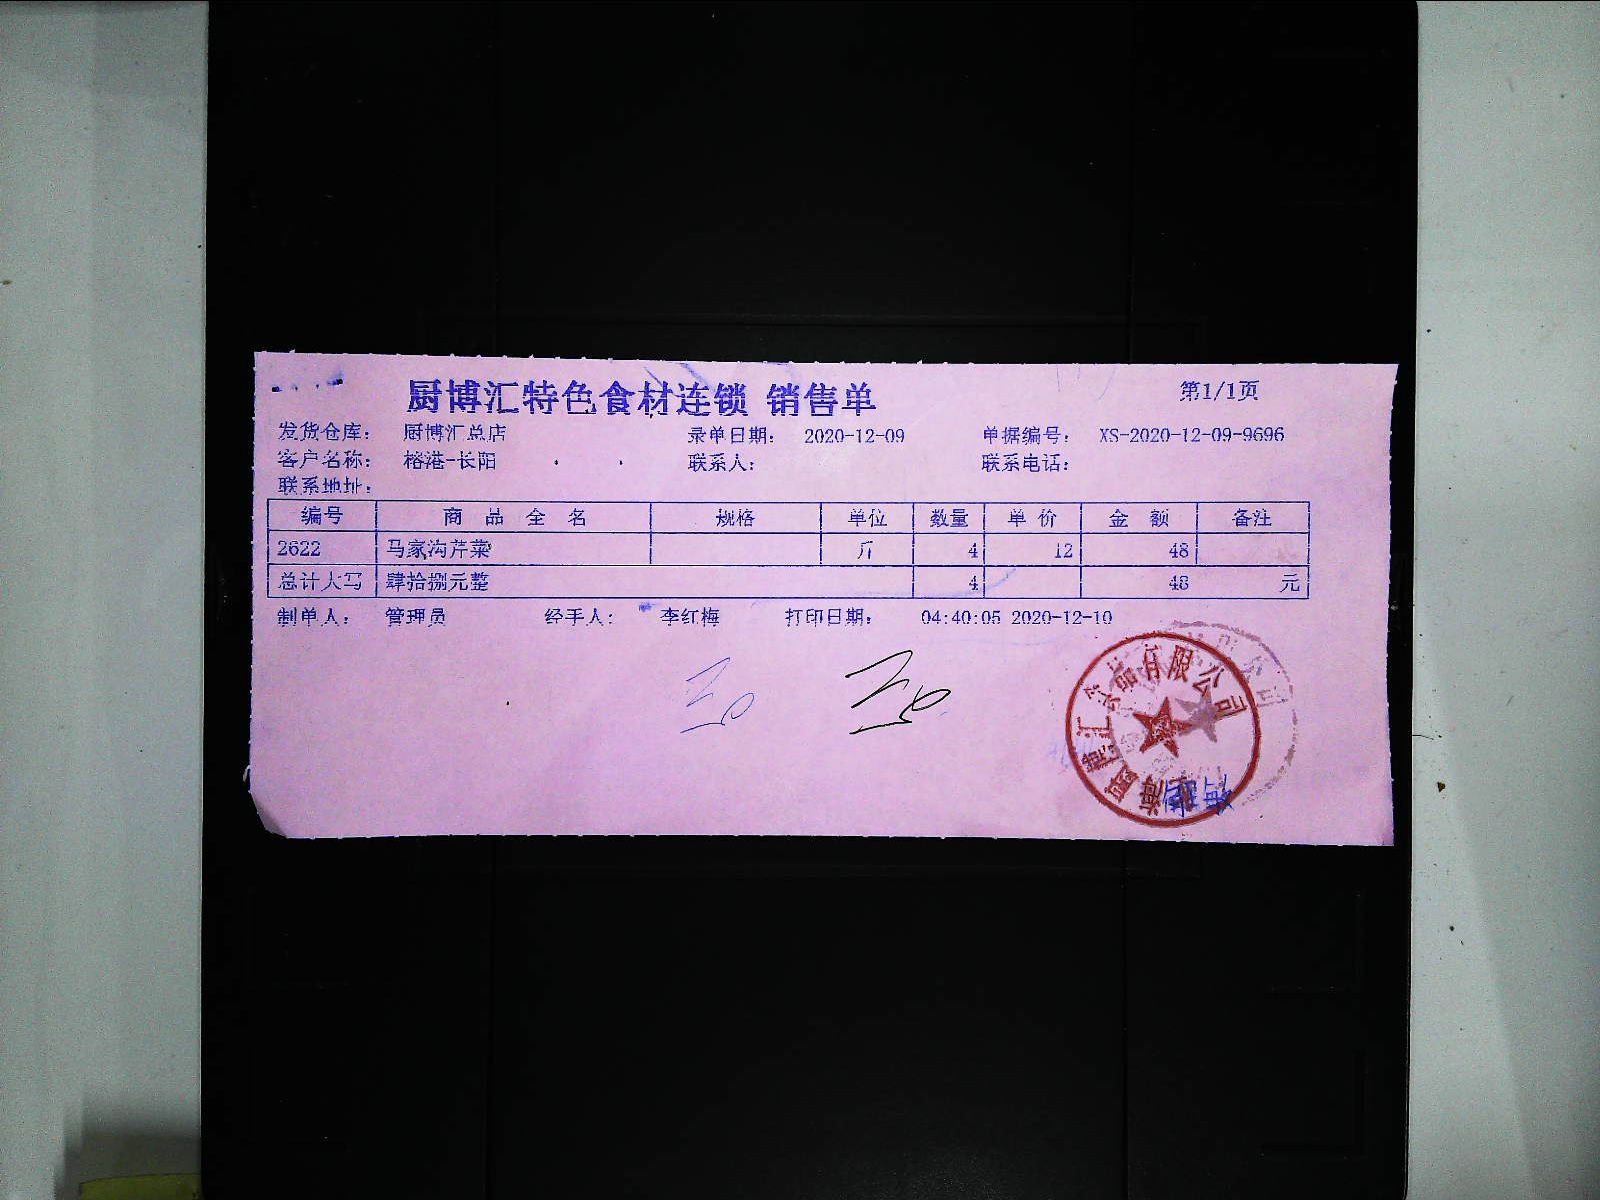 厨博汇特色食材连锁 销售单
第1/1页
发货仓库: 厨博汇总店 录单日期: 2020-12-09 单据编号: XS-2020-12-09-9696
客户名称: 榕港-长阳 联系人: 联系电话:
联系地址:
编号 商品全名 规格 单位 数量 单价 金额 备注
2622 马家沟芹菜 斤 4 12 48
总计大写 肆拾捌元整 4 48 元
制单人: 管理员 经手人: 李红梅 打印日期: 04:40:05 2020-12-10
食品有限公司